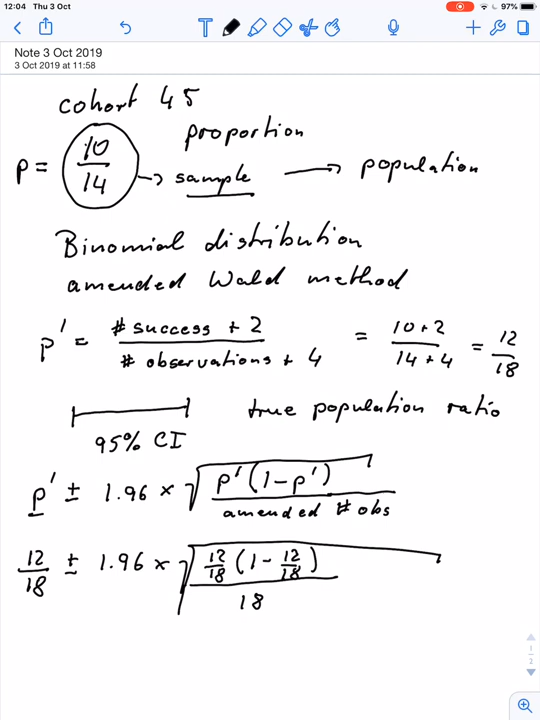 12:04 Thu 3 Oct 97%
Note 3 Oct 2019
3 Oct 2019 at 11:58
cohort 45
proportion
p = 10/14 → sample → population
Binomial distribution
amended Wald method
p' = # success + 2 / # observations + 4 = 10+2 / 14+4 = 12/18
true population ratio
95% CI
p' ± 1.96 × √ p'(1-p') / amended # obs
12/18 ± 1.96 × √ 12/18 (1 - 12/18) / 18
1/2